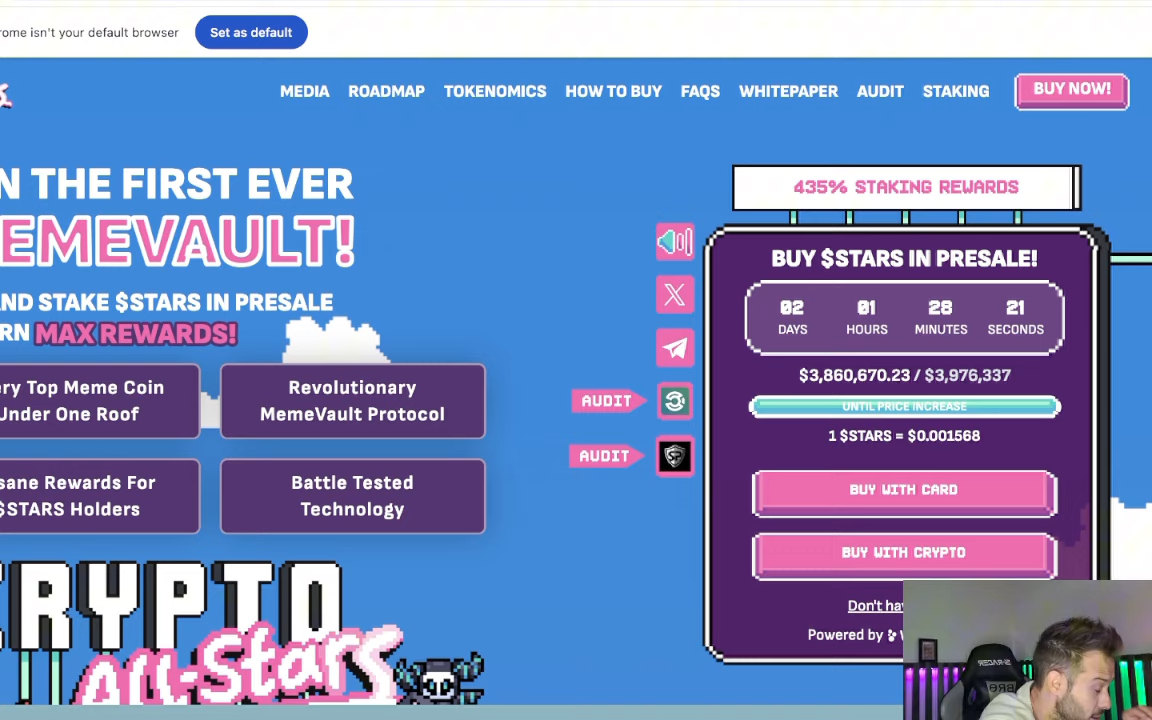 rome isn't your default browser
Set as default
MEDIA ROADMAP TOKENOMICS HOW TO BUY FAQS WHITEPAPER AUDIT STAKING BUY NOW!
N THE FIRST EVER
EMEVAULT!
AND STAKE $STARS IN PRESALE
RN MAX REWARDS!
ery Top Meme Coin
Under One Roof
Revolutionary
MemeVault Protocol
sane Rewards For
$STARS Holders
Battle Tested
Technology
CRYPTO
All-Stars
AUDIT
AUDIT
435% STAKING REWARDS
BUY $STARS IN PRESALE!
02 01 28 21
DAYS HOURS MINUTES SECONDS
$3,860,670.23 / $3,976,337
UNTIL PRICE INCREASE
1 $STARS = $0.001568
BUY WITH CARD
BUY WITH CRYPTO
Don't ha
Powered by